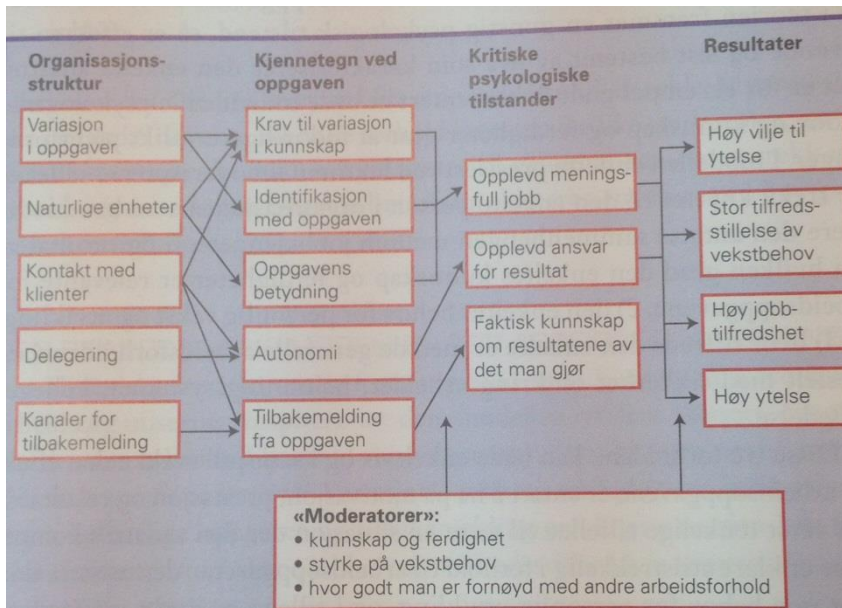 Organisasjons-
struktur
Variasjon
i oppgaver
Naturlige enheter
Kontakt med
klienter
Delegering
Kanaler for
tilbakemelding
Kjennetegn ved
oppgaven
Krav til variasjon
i kunnskap
Identifikasjon
med oppgaven
Oppgavens
betydning
Autonomi
Tilbakemelding
fra oppgaven
Kritiske
psykologiske
tilstander
Opplevd menings-
full jobb
Opplevd ansvar
for resultat
Faktisk kunnskap
om resultatene av
det man gjør
Resultater
Høy vilje til
ytelse
Stor tilfreds-
stillelse av
vekstbehov
Høy jobb-
tilfredshet
Høy ytelse
«Moderatorer»:
• kunnskap og ferdighet
• styrke på vekstbehov
• hvor godt man er fornøyd med andre arbeidsforhold